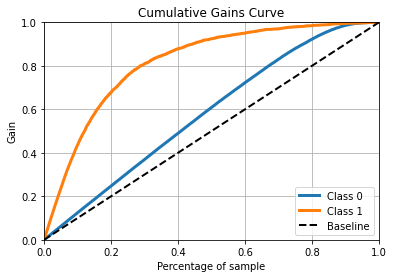 Cumulative Gains Curve
1.0
0.8
0.6
0.4
0.2
0.0
Gain
Class 0
Class 1
Baseline
0.0 0.2 0.4 0.6 0.8 1.0
Percentage of sample